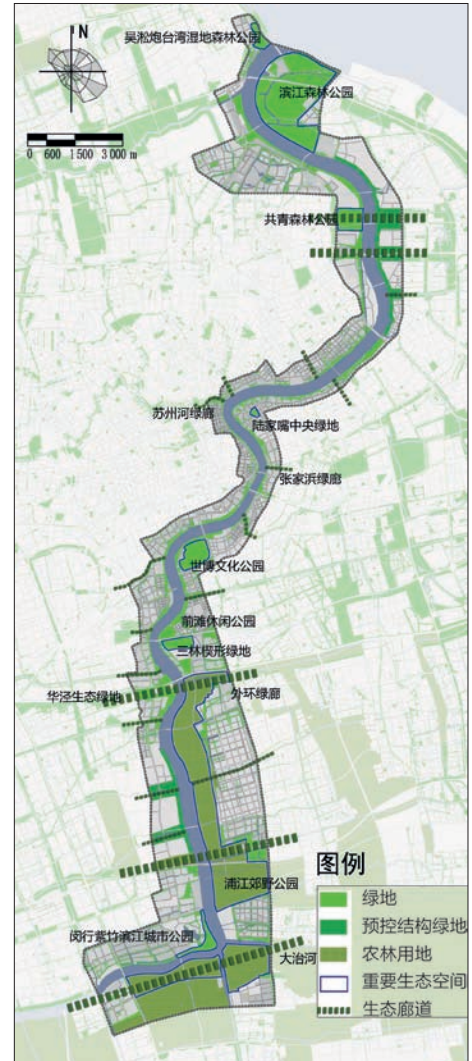 吴淞炮台湾湿地森林公园
N
滨江森林公园
0 600 1 500 3 000 m
共青森林公园
苏州河绿廊
陆家嘴中央绿地
张家浜绿廊
世博文化公园
前滩休闲公园
三林楔形绿地
华泾生态绿地
外环绿廊
浦江郊野公园
闵行紫竹滨江城市公园
大治河
图例
绿地
预控结构绿地
农林用地
重要生态空间
生态廊道